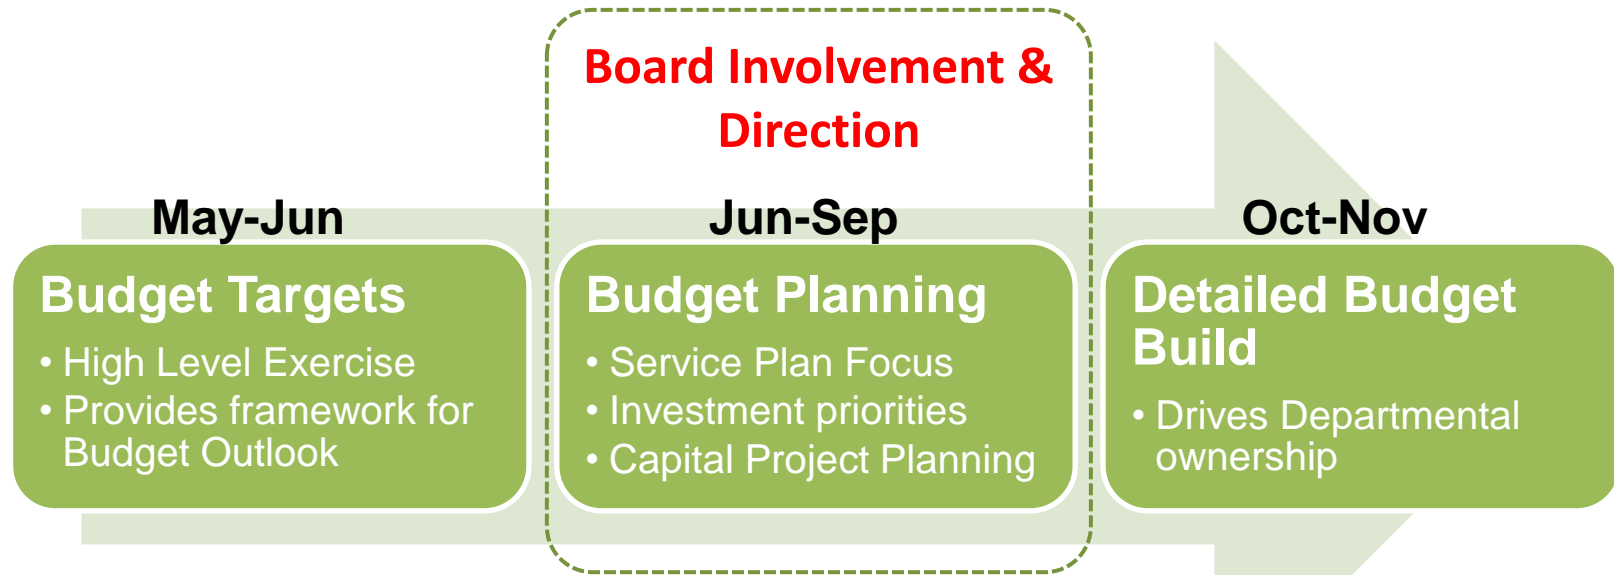 Board Involvement &
Direction
May-Jun
Jun-Sep
Oct-Nov
Budget Targets
• High Level Exercise
• Provides framework for
Budget Outlook
Budget Planning
• Service Plan Focus
• Investment priorities
• Capital Project Planning
Detailed Budget
Build
• Drives Departmental
ownership